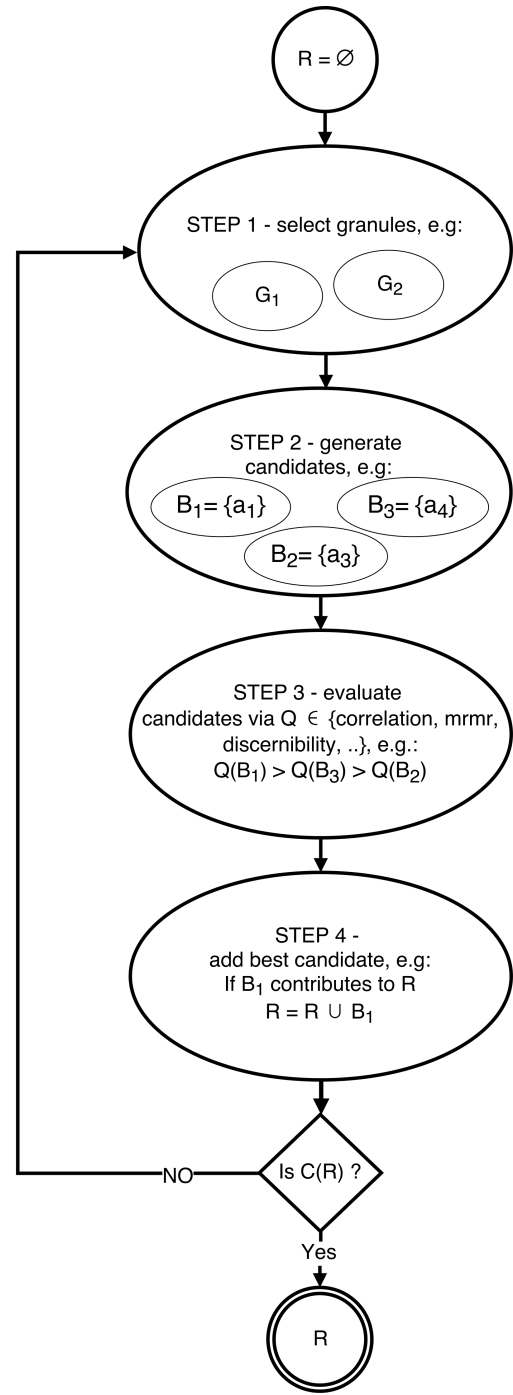 R = ∅
STEP 1 - select granules, e.g:
G₁
G₂
STEP 2 - generate
candidates, e.g:
B₁= {a₁}
B₃= {a₄}
B₂= {a₃}
STEP 3 - evaluate
candidates via Q ∈ {correlation, mrmr,
discernibility, ..}, e.g.:
Q(B₁) > Q(B₃) > Q(B₂)
STEP 4 -
add best candidate, e.g:
If B₁ contributes to R
R = R ∪ B₁
Is C(R) ?
NO
Yes
R